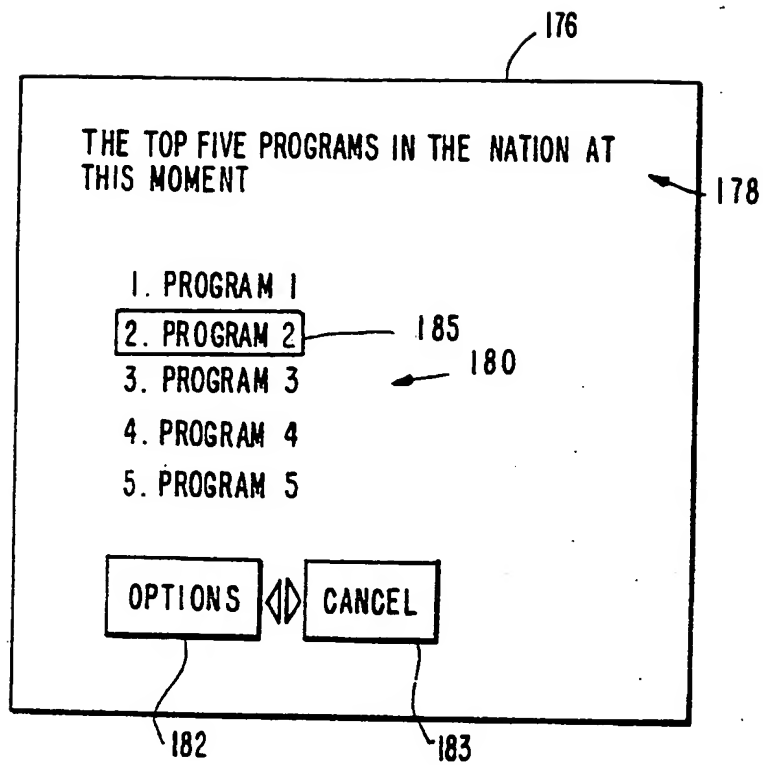 176
THE TOP FIVE PROGRAMS IN THE NATION AT
THIS MOMENT
178
1. PROGRAM 1
2. PROGRAM 2
185
3. PROGRAM 3
180
4. PROGRAM 4
5. PROGRAM 5
OPTIONS
CANCEL
182
183